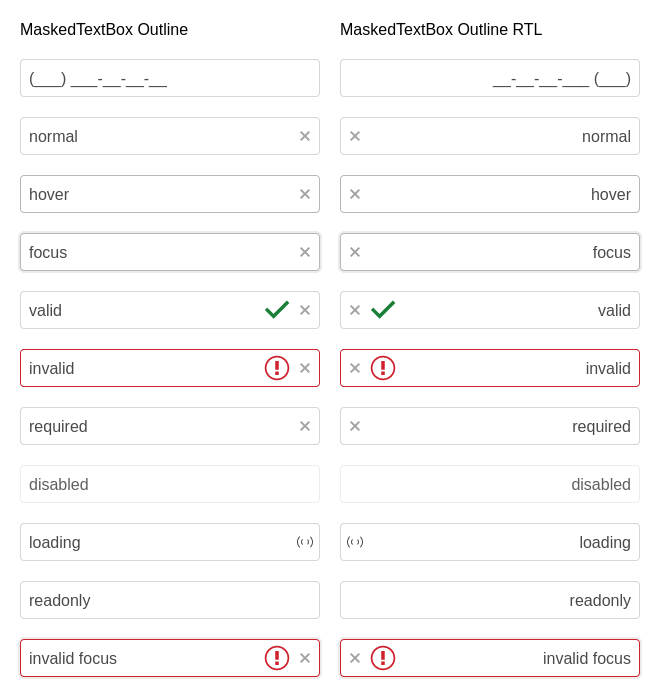 MaskedTextBox Outline
(___) ___-__-__-__
normal
hover
focus
valid
invalid
required
disabled
loading
readonly
invalid focus
MaskedTextBox Outline RTL
__-__-__-___ (___)
normal
hover
focus
valid
invalid
required
disabled
loading
readonly
invalid focus